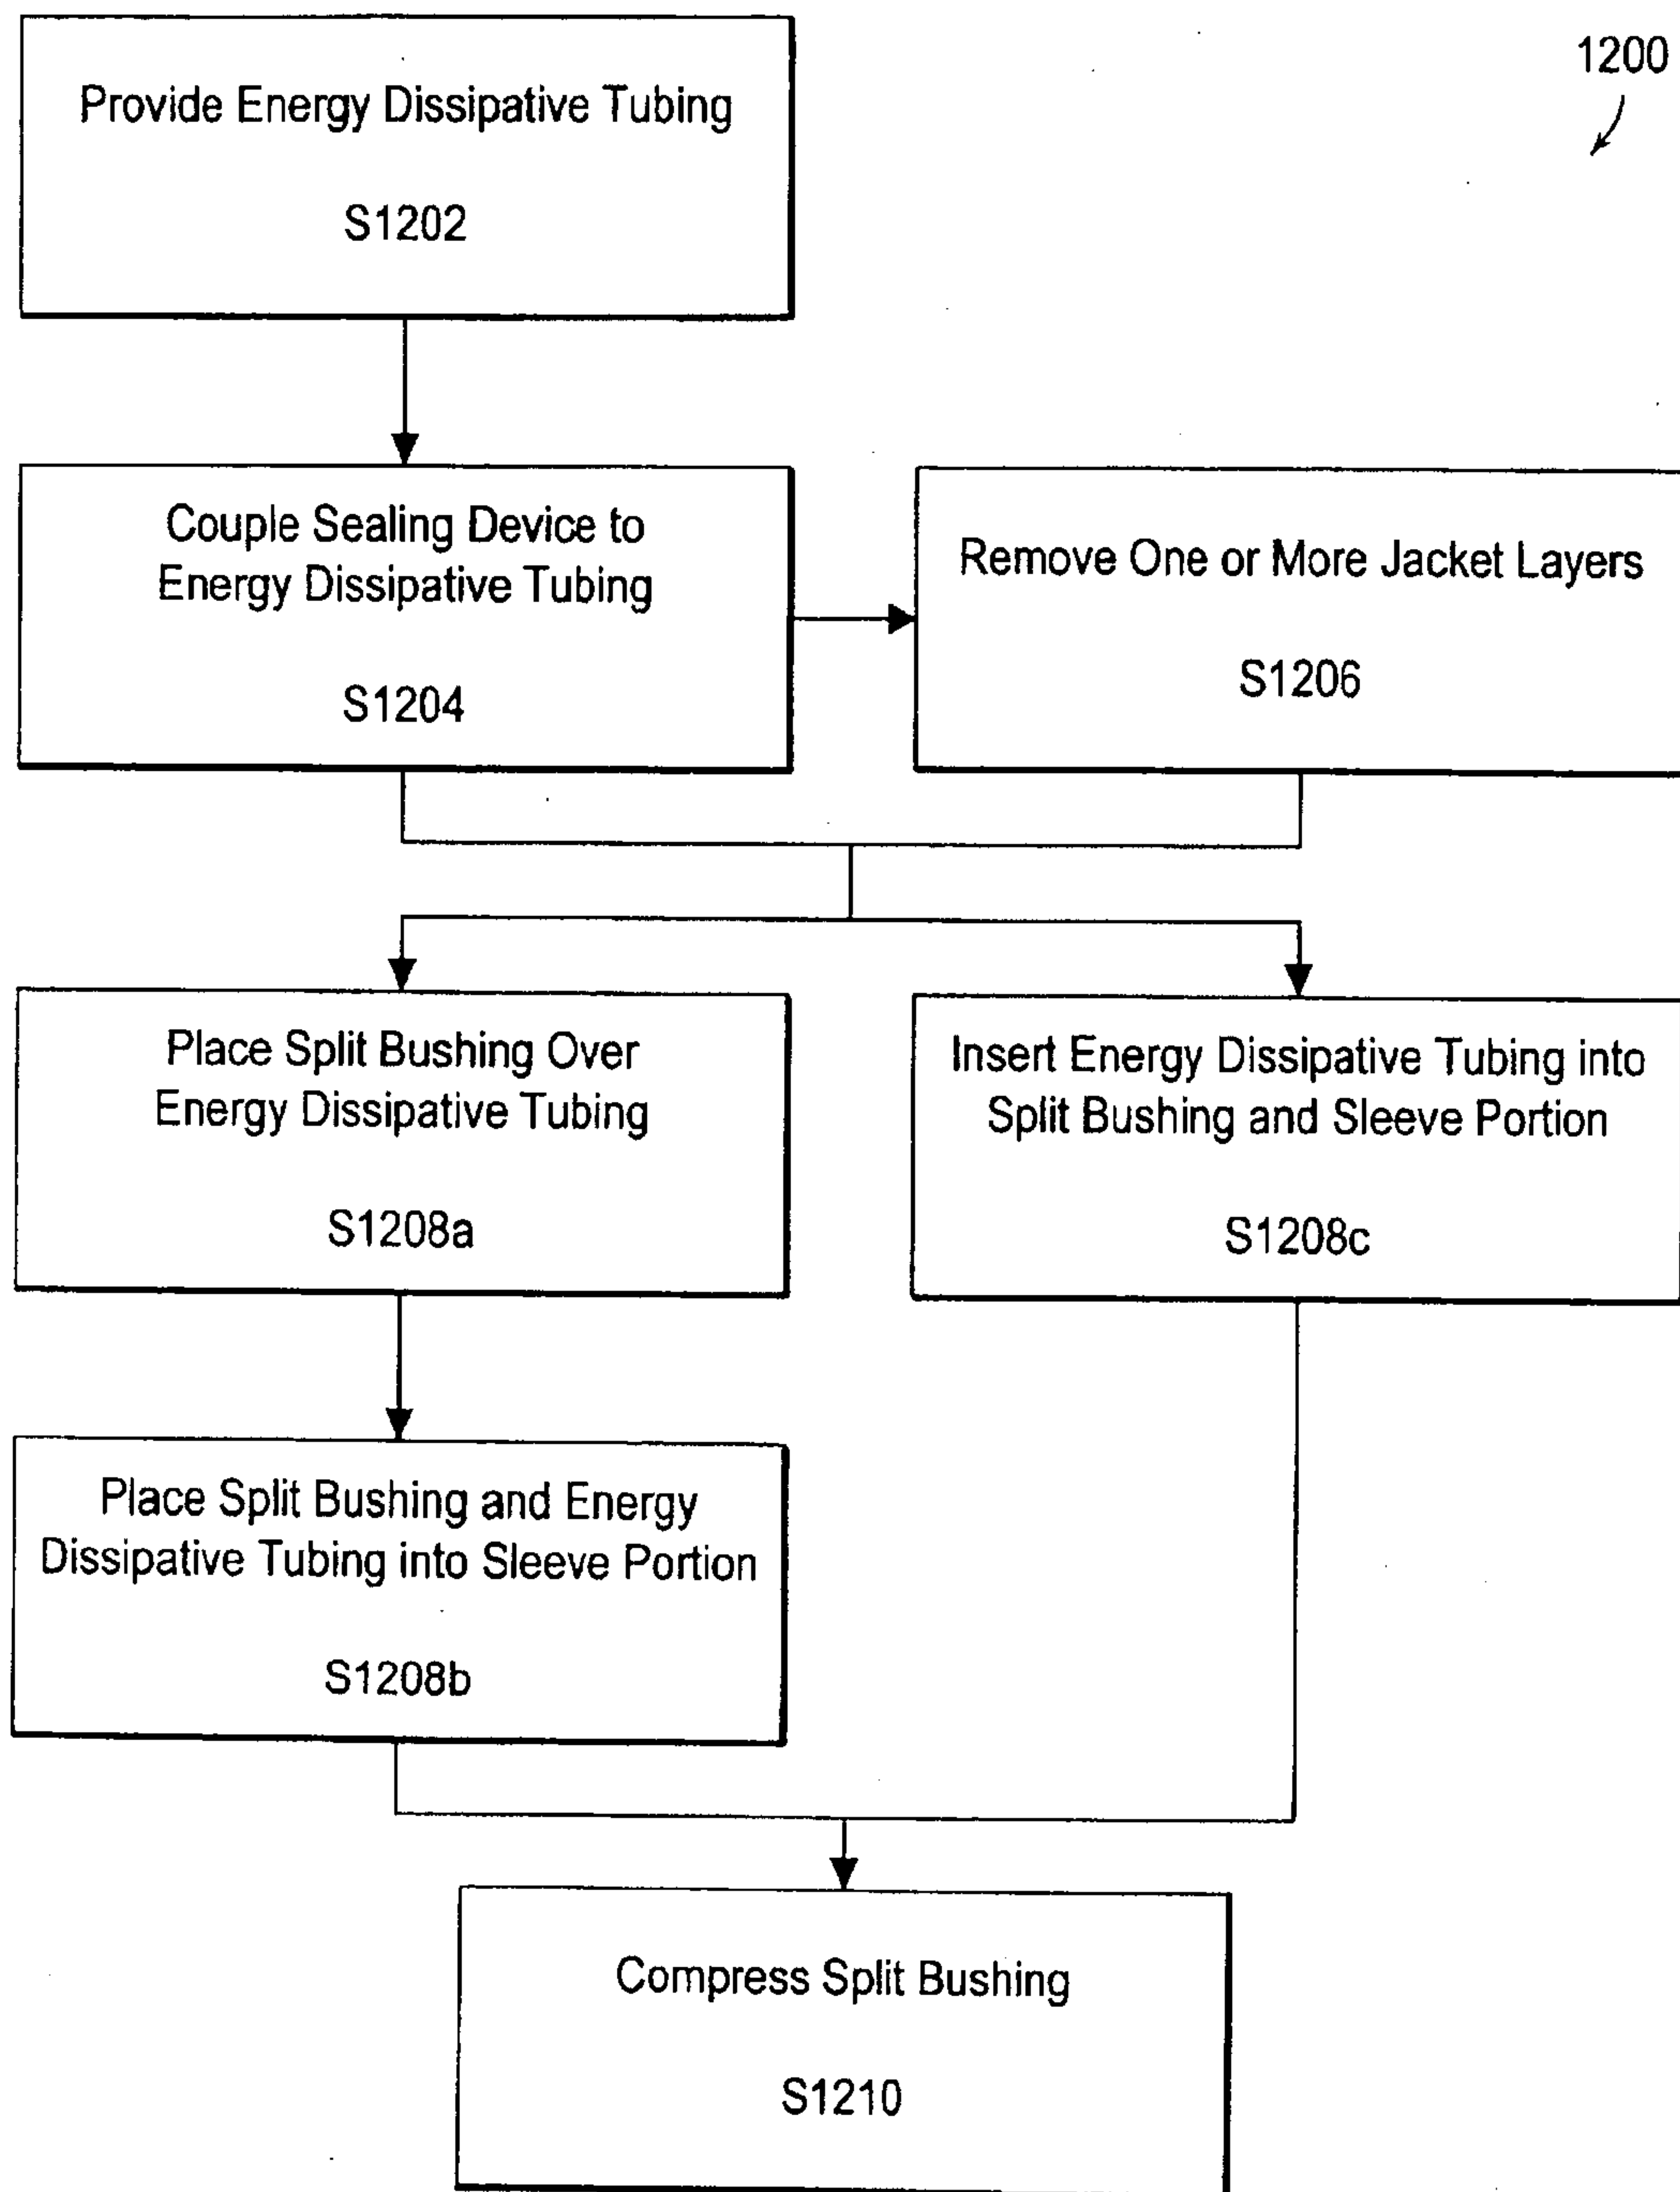 1200
Provide Energy Dissipative Tubing
S1202
Couple Sealing Device to
Energy Dissipative Tubing
S1204
Remove One or More Jacket Layers
S1206
Place Split Bushing Over
Energy Dissipative Tubing
S1208a
Insert Energy Dissipative Tubing into
Split Bushing and Sleeve Portion
S1208c
Place Split Bushing and Energy
Dissipative Tubing into Sleeve Portion
S1208b
Compress Split Bushing
S1210